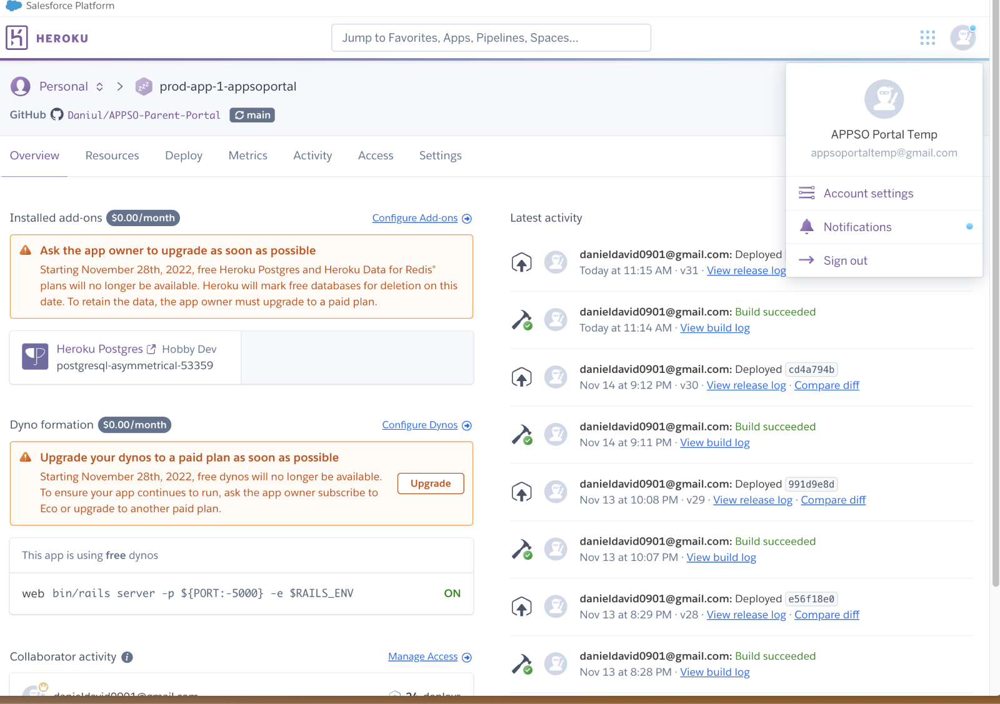 Salesforce Platform
HEROKU
Jump to Favorites, Apps, Pipelines, Spaces...
Personal
prod-app-1-appsoportal
GitHub Daniul/APPSO-Parent-Portal main
APPSO Portal Temp
appsoportaltemp@gmail.com
Account settings
Notifications
Sign out
Overview Resources Deploy Metrics Activity Access Settings
Installed add-ons $0.00/month Configure Add-ons
Ask the app owner to upgrade as soon as possible
Starting November 28th, 2022, free Heroku Postgres and Heroku Data for Redis®
plans will no longer be available. Heroku will mark free databases for deletion on this
date. To retain the data, the app owner must upgrade to a paid plan.
Heroku Postgres Hobby Dev
postgresql-asymmetrical-53359
Dyno formation $0.00/month Configure Dynos
Upgrade your dynos to a paid plan as soon as possible
Starting November 28th, 2022, free dynos will no longer be available.
To ensure your app continues to run, ask the app owner subscribe to
Eco or upgrade to another paid plan.
Upgrade
This app is using free dynos
web bin/rails server -p ${PORT:-5000} -e $RAILS_ENV ON
Collaborator activity Manage Access
danieldavid0901@gmail.com 24 deploys
Latest activity
danieldavid0901@gmail.com: Deployed
Today at 11:15 AM · v31 · View release log
danieldavid0901@gmail.com: Build succeeded
Today at 11:14 AM · View build log
danieldavid0901@gmail.com: Deployed cd4a794b
Nov 14 at 9:12 PM · v30 · View release log · Compare diff
danieldavid0901@gmail.com: Build succeeded
Nov 14 at 9:11 PM · View build log
danieldavid0901@gmail.com: Deployed 991d9e8d
Nov 13 at 10:08 PM · v29 · View release log · Compare diff
danieldavid0901@gmail.com: Build succeeded
Nov 13 at 10:07 PM · View build log
danieldavid0901@gmail.com: Deployed e56f18e0
Nov 13 at 8:29 PM · v28 · View release log · Compare diff
danieldavid0901@gmail.com: Build succeeded
Nov 13 at 8:28 PM · View build log